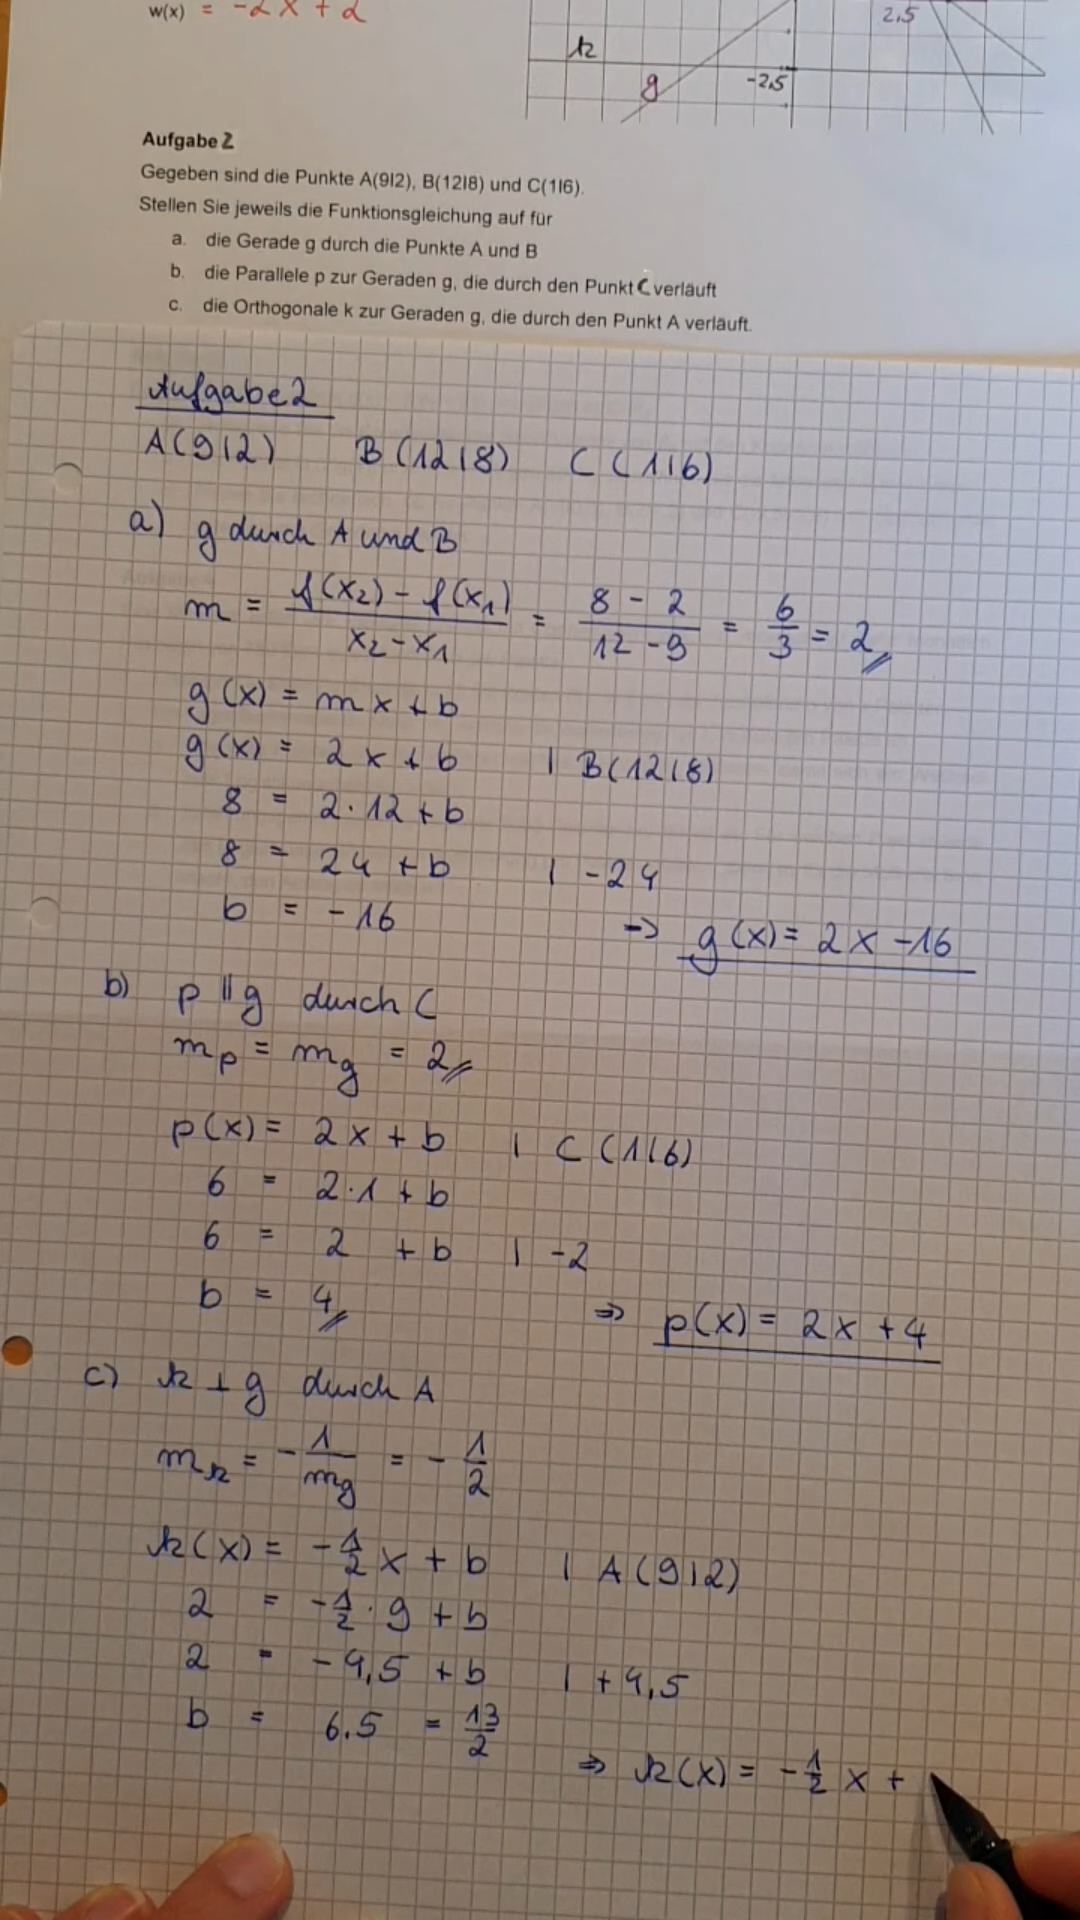 w(x) = -2x + 2
k
g
-2,5
2,5
Aufgabe 2
Gegeben sind die Punkte A(9I2), B(12I8) und C(1I6).
Stellen Sie jeweils die Funktionsgleichung auf für
a. die Gerade g durch die Punkte A und B
b. die Parallele p zur Geraden g, die durch den Punkt C verläuft
c. die Orthogonale k zur Geraden g, die durch den Punkt A verläuft.
Aufgabe 2
A(9|2) B(12|8) C(1|6)
a) g durch A und B
m = f(x₂) - f(x₁) / x₂ - x₁ = 8 - 2 / 12 - 9 = 6/3 = 2
g(x) = mx + b
g(x) = 2x + b | B(12|8)
8 = 2·12 + b
8 = 24 + b | -24
b = -16 → g(x) = 2x -16
b) p || g durch C
mp = mg = 2
p(x) = 2x + b | C(1|6)
6 = 2·1 + b
6 = 2 + b | -2
b = 4 ⇒ p(x) = 2x + 4
c) k ⊥ g durch A
mk = -1/mg = -1/2
k(x) = -1/2 x + b | A(9|2)
2 = -1/2 · 9 + b
2 = -4,5 + b | +4,5
b = 6.5 = 13/2
⇒ k(x) = -1/2 x +